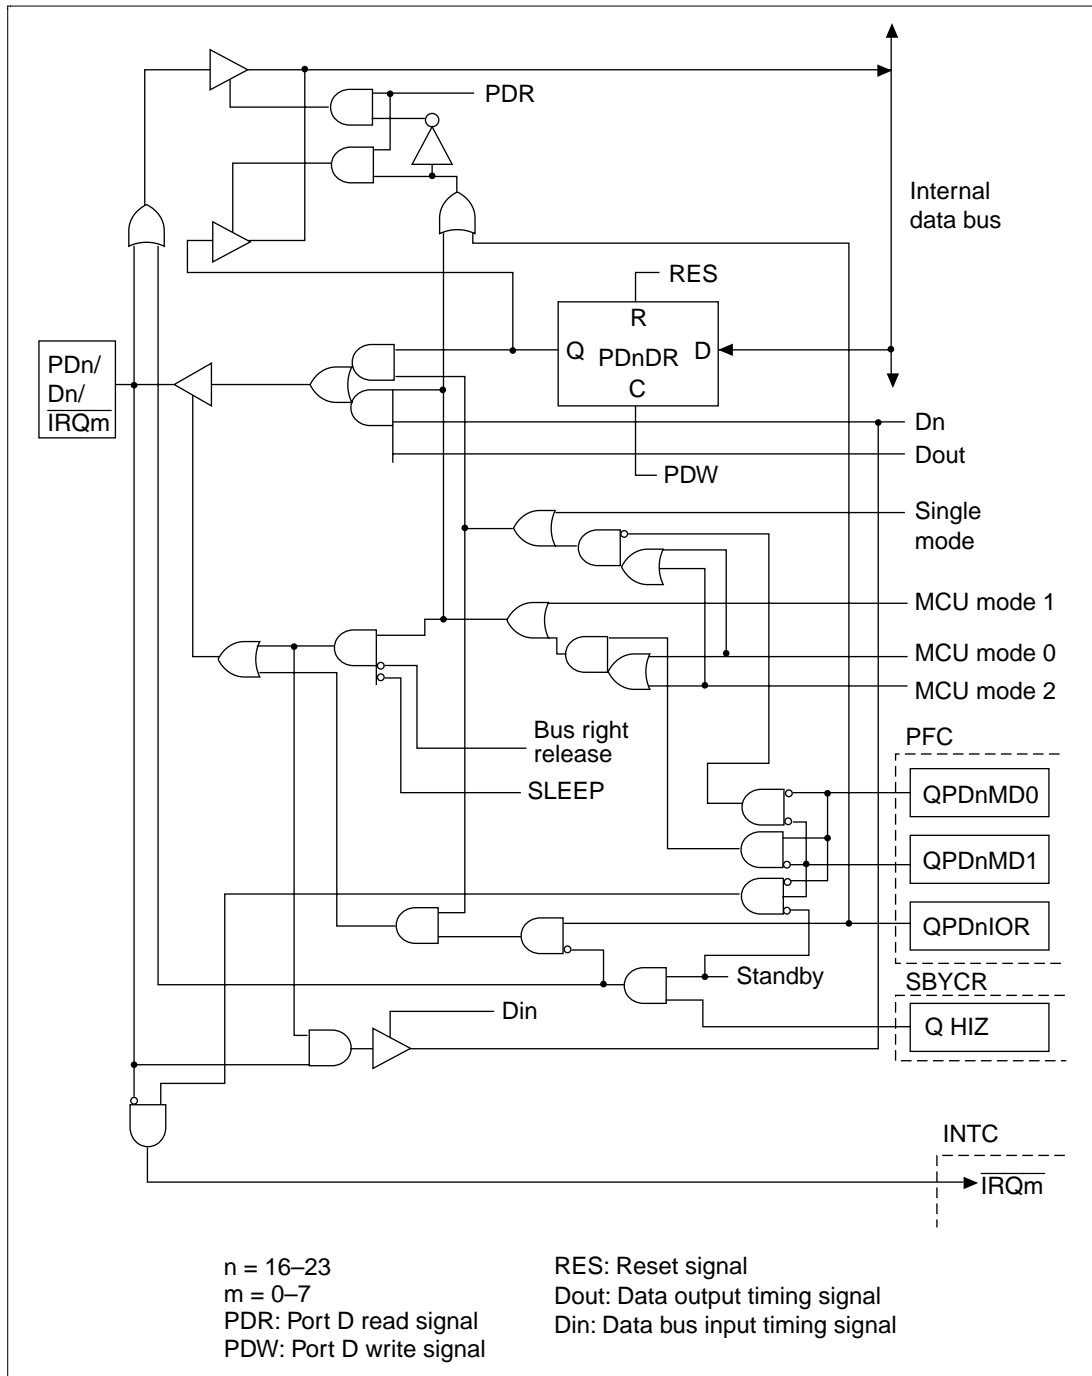 PDR
Internal
data bus
RES
R
Q PDnDR D
C
PDn/
Dn/
IRQm
Dn
Dout
PDW
Single
mode
MCU mode 1
MCU mode 0
MCU mode 2
Bus right
release
SLEEP
PFC
QPDnMD0
QPDnMD1
QPDnIOR
Standby
SBYCR
Q HIZ
Din
INTC
IRQm
n = 16–23
m = 0–7
PDR: Port D read signal
PDW: Port D write signal
RES: Reset signal
Dout: Data output timing signal
Din: Data bus input timing signal